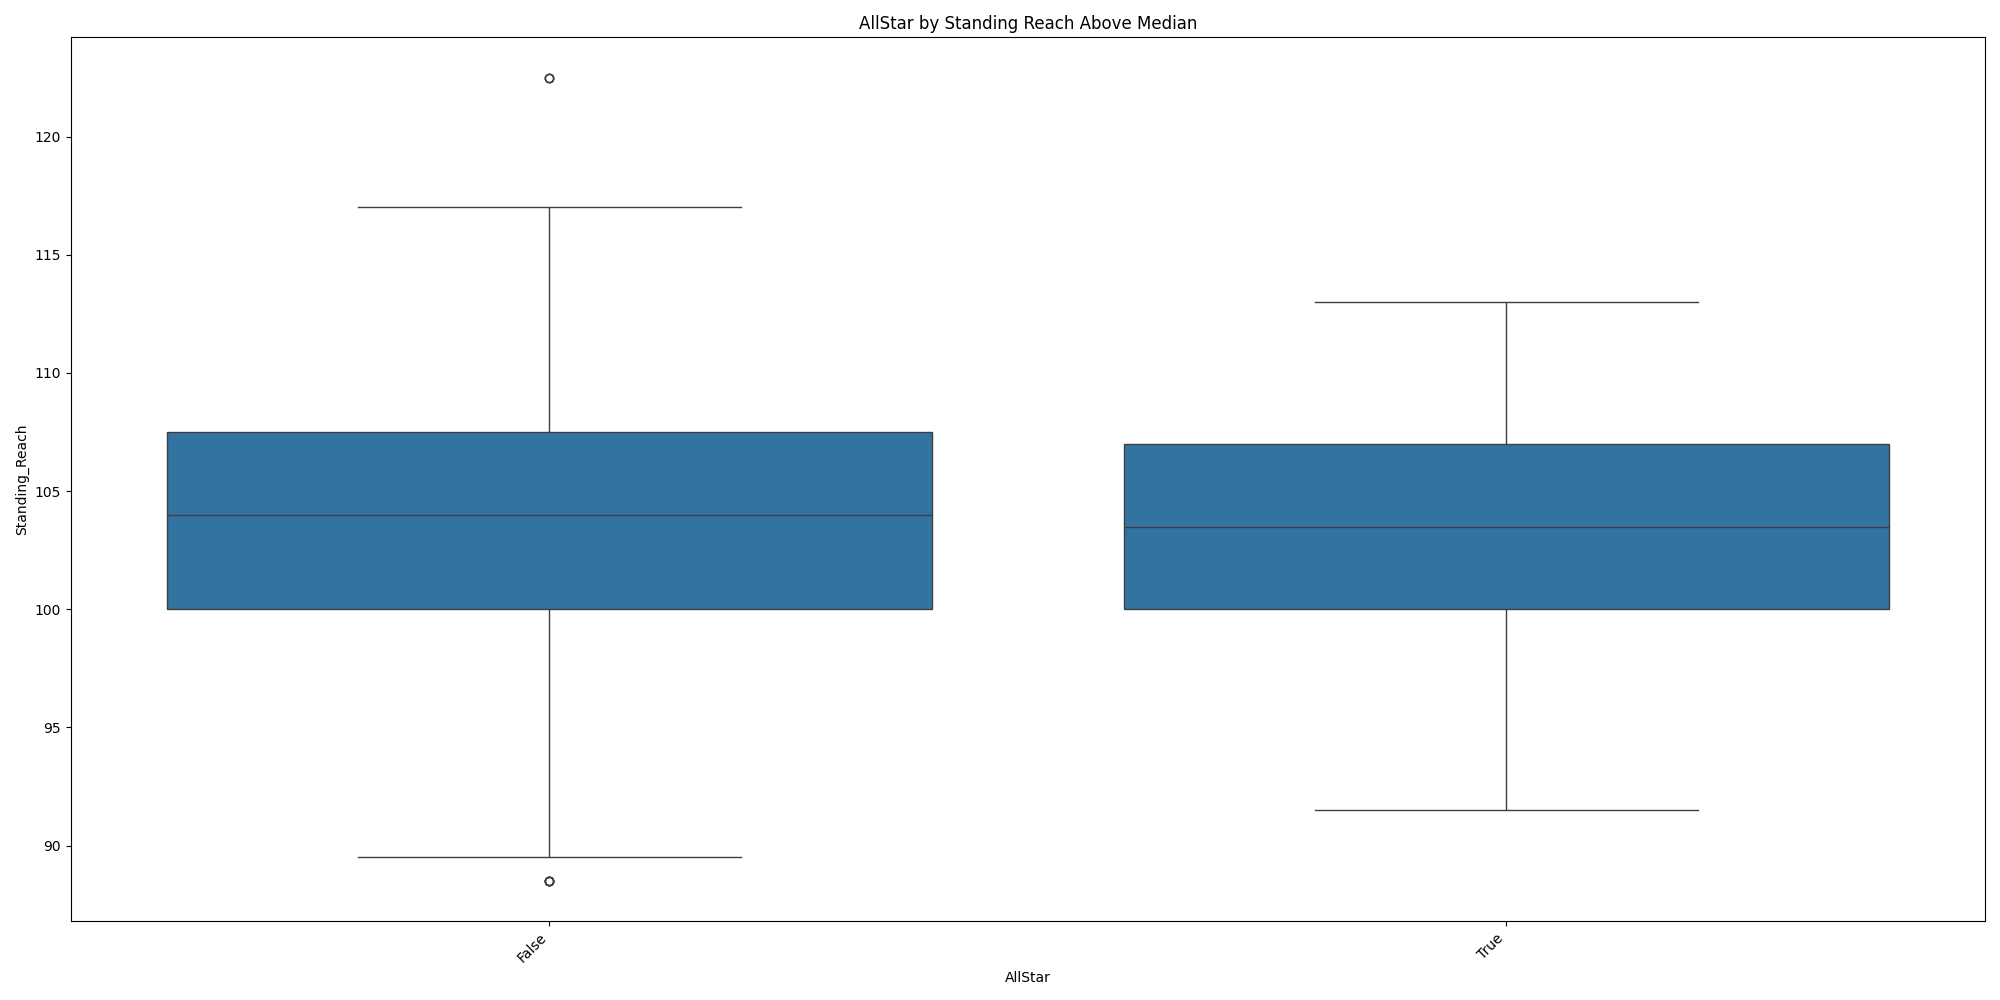 AllStar by Standing Reach Above Median
Standing_Reach
120
115
110
105
100
95
90
False
True
AllStar